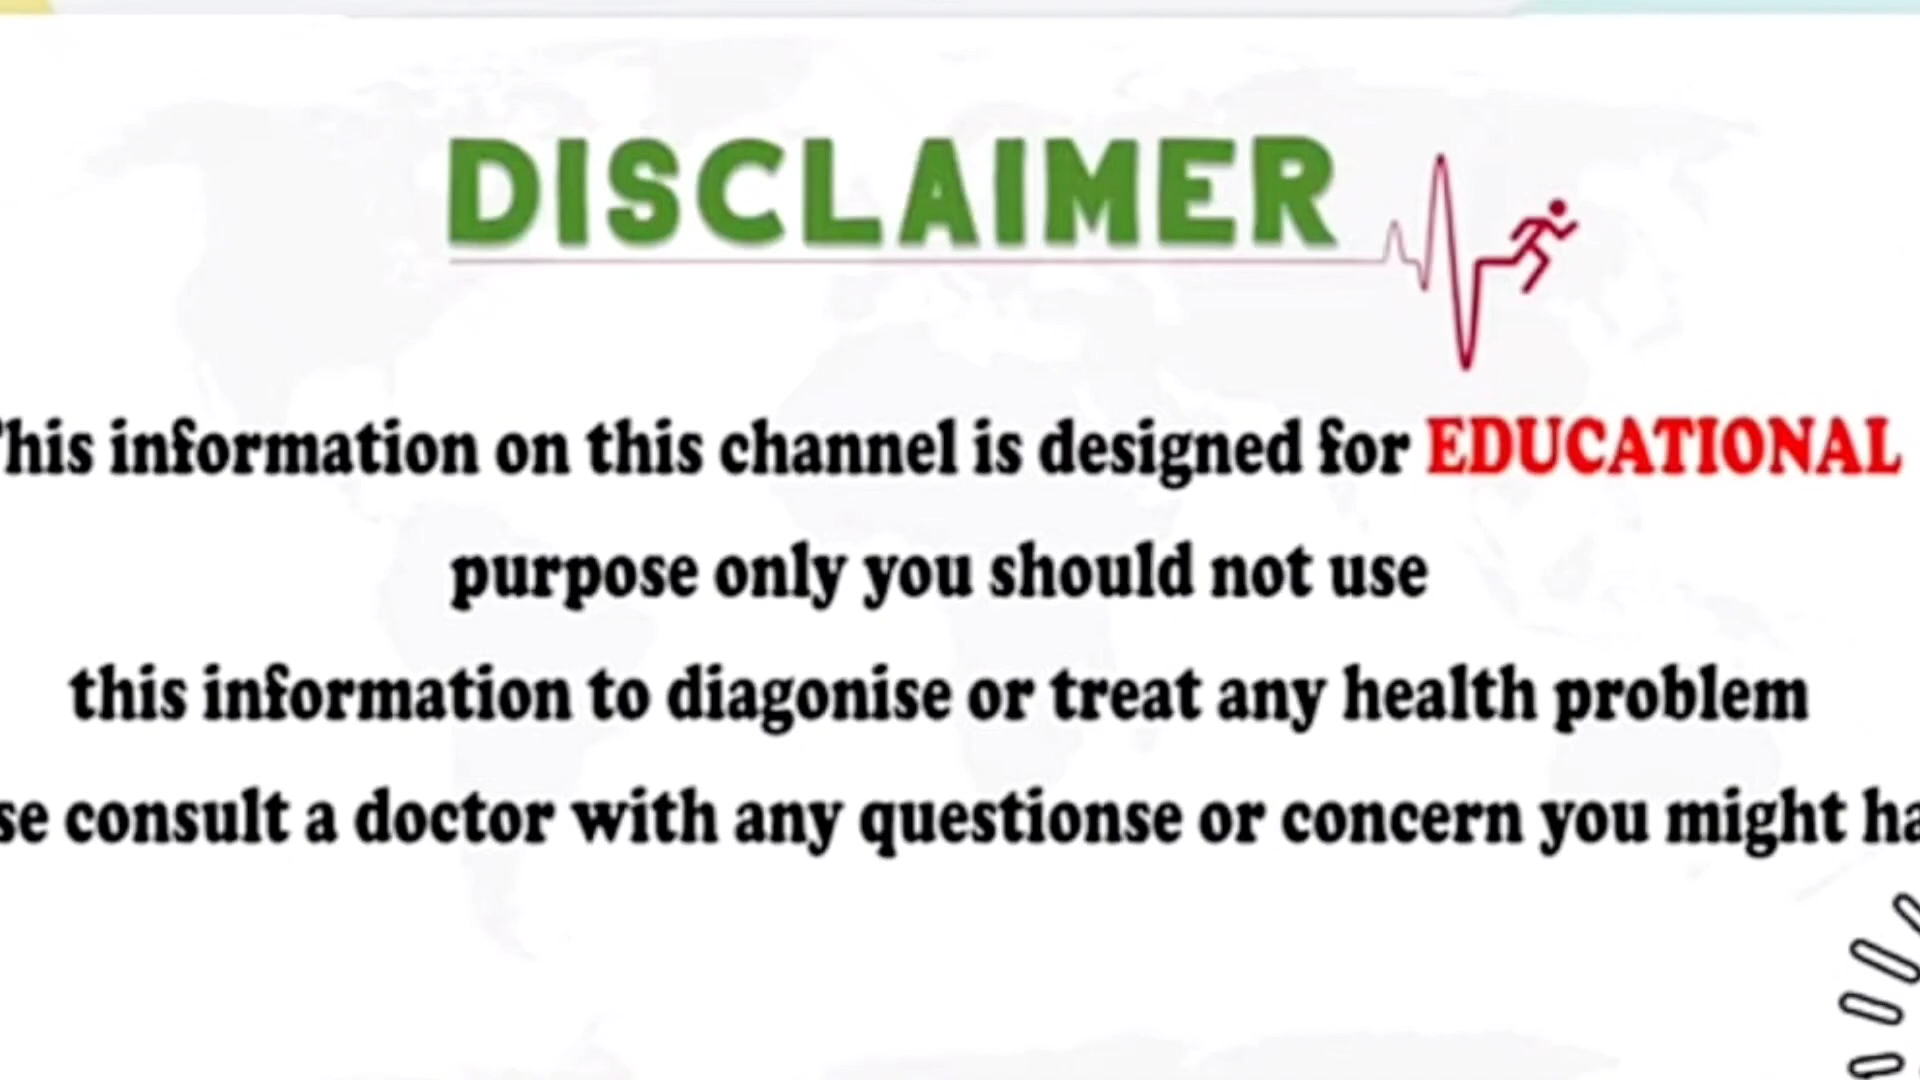 DISCLAIMER
This information on this channel is designed for EDUCATIONAL
purpose only you should not use
this information to diagonise or treat any health problem
se consult a doctor with any questionse or concern you might ha